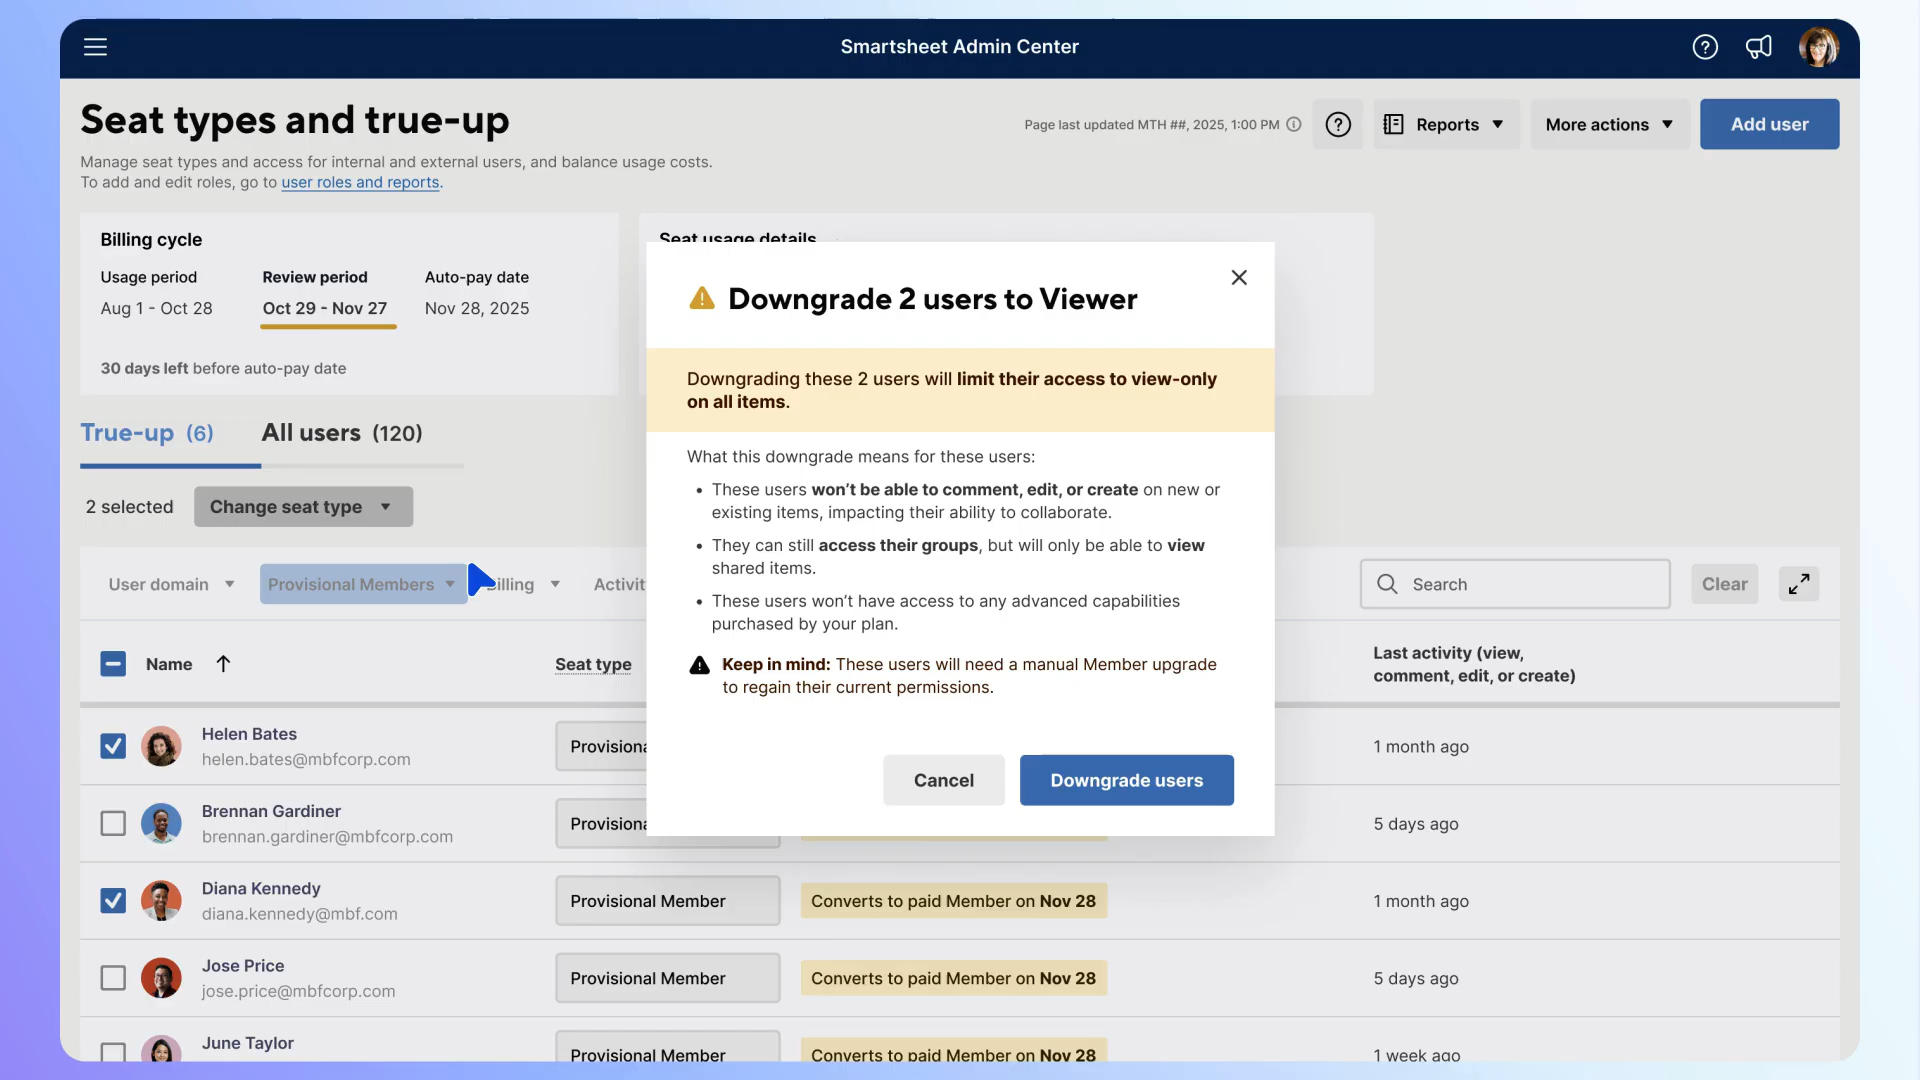 Smartsheet Admin Center
Seat types and true-up
Page last updated MTH ##, 2025, 1:00 PM
Reports
More actions
Add user
Manage seat types and access for internal and external users, and balance usage costs.
To add and edit roles, go to user roles and reports.
Billing cycle
Usage period
Review period
Auto-pay date
Aug 1 - Oct 28
Oct 29 - Nov 27
Nov 28, 2025
30 days left before auto-pay date
Seat usage details
Downgrade 2 users to Viewer
Downgrading these 2 users will limit their access to view-only
on all items.
What this downgrade means for these users:
• These users won’t be able to comment, edit, or create on new or
existing items, impacting their ability to collaborate.
• They can still access their groups, but will only be able to view
shared items.
• These users won’t have access to any advanced capabilities
purchased by your plan.
Keep in mind: These users will need a manual Member upgrade
to regain their current permissions.
Cancel
Downgrade users
True-up (6)
All users (120)
2 selected
Change seat type
User domain
Provisional Members
illing
Activit
Search
Clear
Name
Seat type
Last activity (view,
comment, edit, or create)
Helen Bates
helen.bates@mbfcorp.com
Provisiona
1 month ago
Brennan Gardiner
brennan.gardiner@mbfcorp.com
Provisiona
5 days ago
Diana Kennedy
diana.kennedy@mbf.com
Provisional Member
Converts to paid Member on Nov 28
1 month ago
Jose Price
jose.price@mbfcorp.com
Provisional Member
Converts to paid Member on Nov 28
5 days ago
June Taylor
Provisional Member
Converts to paid Member on Nov 28
1 week ago